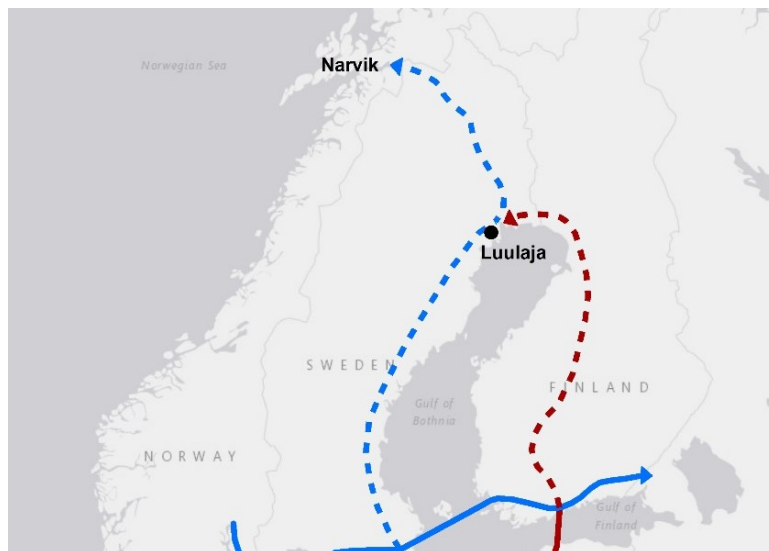 Norwegian Sea
Narvik
Luulaja
SWEDEN
FINLAND
Gulf of
Bothnia
NORWAY
Gulf of
Finland